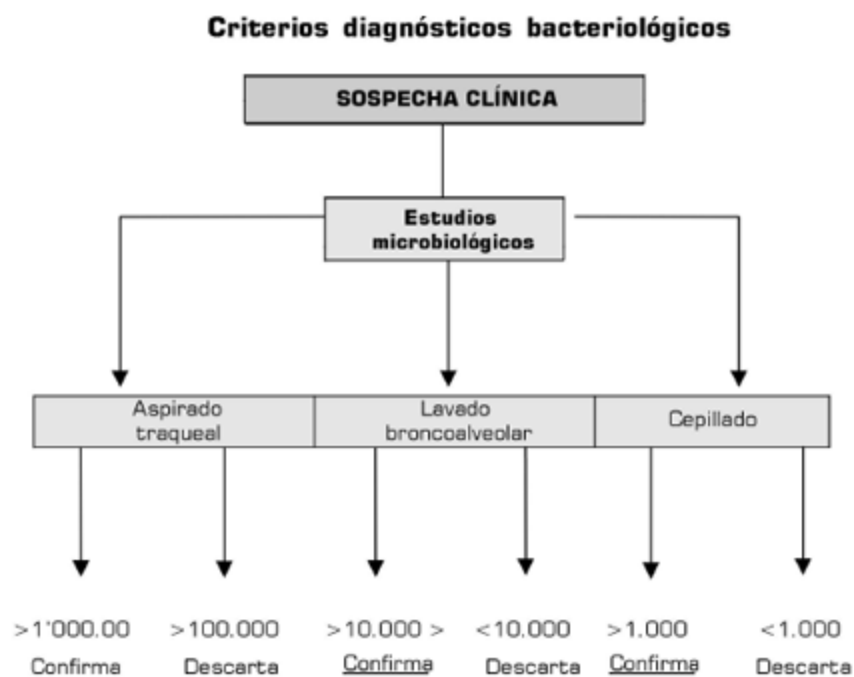 Criterios diagnósticos bacteriológicos
SOSPECHA CLÍNICA
Estudios
microbiológicos
Aspirado
traqueal
Lavado
broncoalveolar
Cepillado
>1'000.00 >100.000 >10.000 > <10.000 >1.000 <1.000
Confirma Descarta Confirma Descarta Confirma Descarta